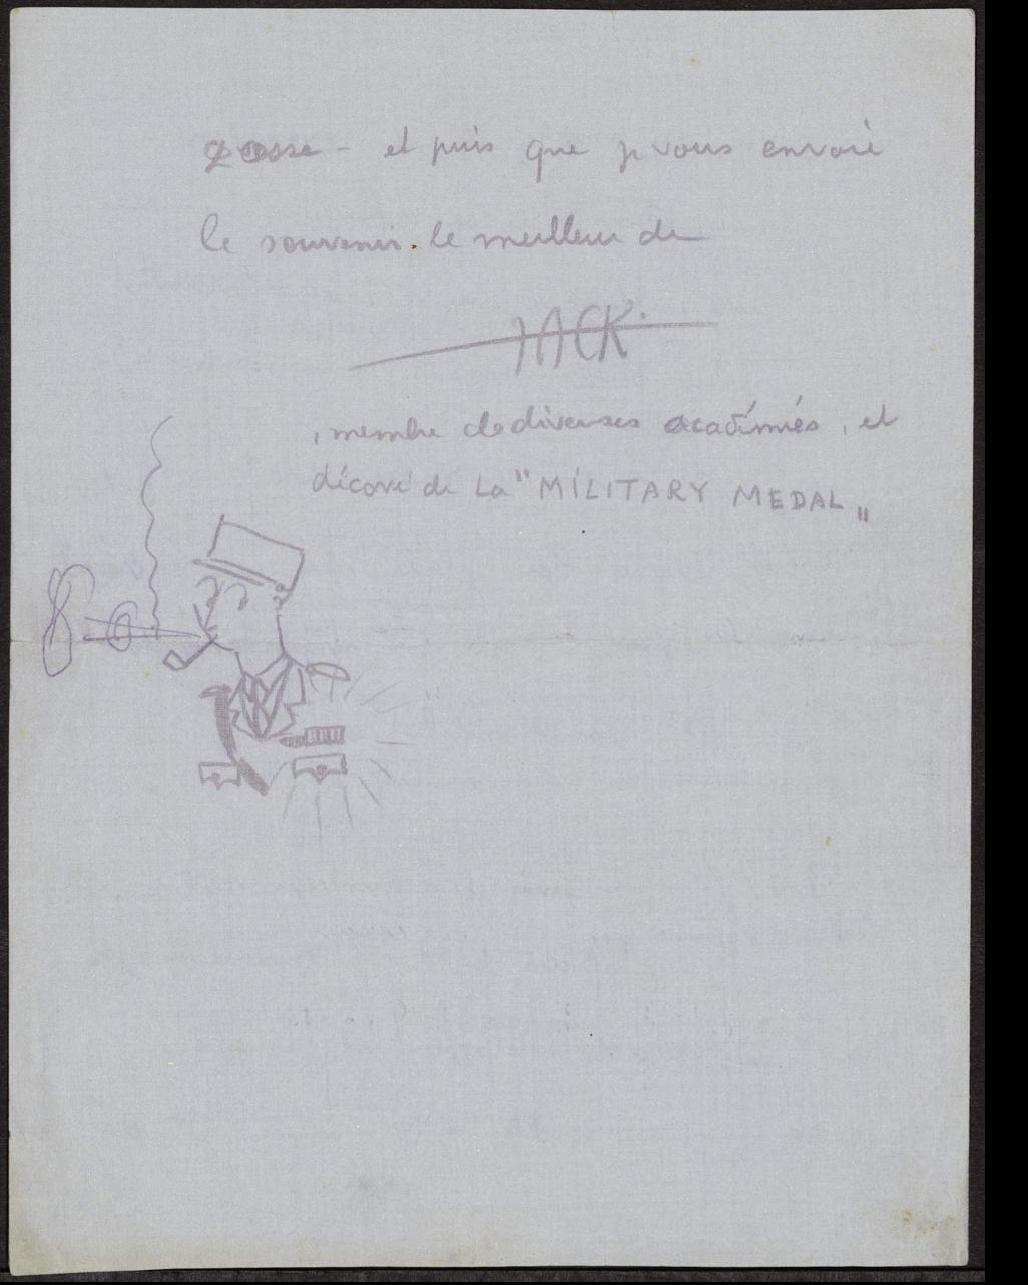 gosse - et puis que je vous envoie
le souvenir. le meilleur de
JACK.
, membre de diverses académies, et
décoré de La "MILITARY MEDAL„